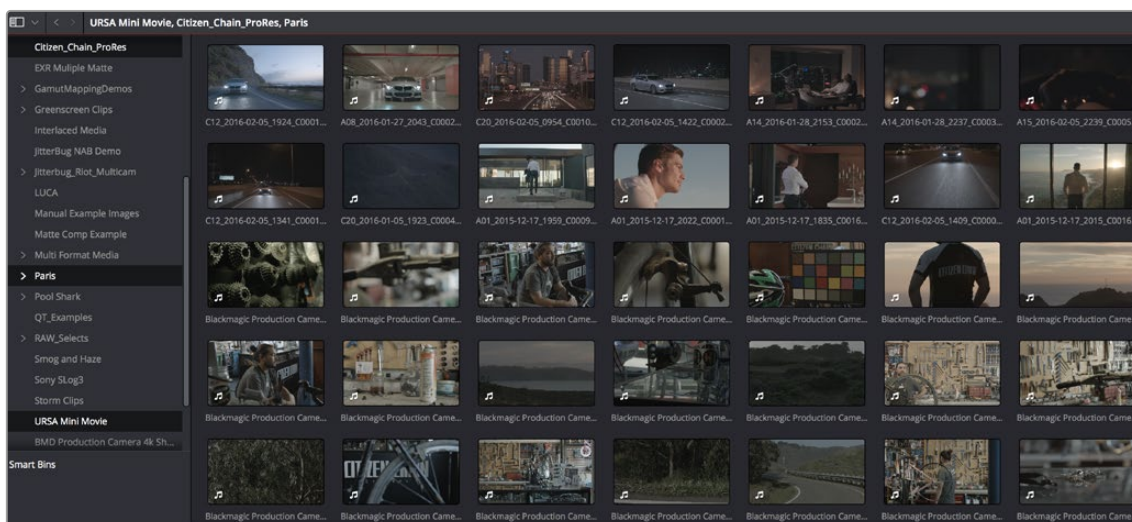 URSA Mini Movie, Citizen_Chain_ProRes, Paris
Citizen_Chain_ProRes
EXR Muliple Matte
GamutMappingDemos
Greenscreen Clips
Interlaced Media
JitterBug NAB Demo
Jitterbug_Riot_Multicam
LUCA
Manual Example Images
Matte Comp Example
Multi Format Media
Paris
Pool Shark
QT_Examples
RAW_Selects
Smog and Haze
Sony SLog3
Storm Clips
URSA Mini Movie
BMD Production Camera 4k Sh...
Smart Bins
C12_2016-02-05_1924_C0001... A08_2016-01-27_2043_C0002... C20_2016-02-05_0954_C0010... C12_2016-02-05_1422_C0002... A14_2016-01-28_2153_C0002... A14_2016-01-28_2237_C0003... A15_2016-02-05_2239_C0005
C12_2016-02-05_1341_C0001... C20_2016-01-05_1923_C0004... A01_2015-12-17_1959_C0009... A01_2015-12-17_2022_C0001... A01_2015-12-17_1835_C0016... C12_2016-02-05_1409_C0000... A01_2015-12-17_2015_C0016
CITIZEN CHAIN
Blackmagic Production Came... Blackmagic Production Came... Blackmagic Production Came... Blackmagic Production Came... Blackmagic Production Came... Blackmagic Production Came... Blackmagic Production Came
Blackmagic Production Came... Blackmagic Production Came... Blackmagic Production Came... Blackmagic Production Came... Blackmagic Production Came... Blackmagic Production Came... Blackmagic Production Came
CITIZEN
Blackmagic Production Came... Blackmagic Production Came... Blackmagic Production Came... Blackmagic Production Came... Blackmagic Production Came... Blackmagic Production Came... Blackmagic Production Came